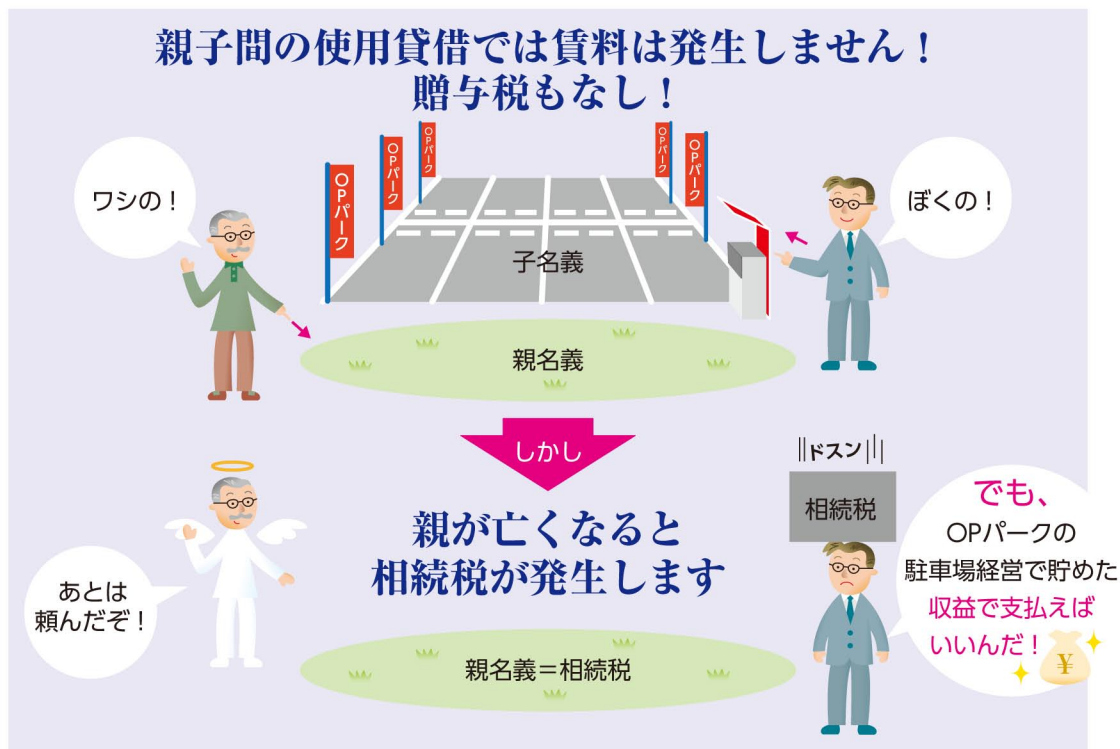 親子間の使用貸借では賃料は発生しません!
贈与税もなし!
OPパーク
OPパーク
OPパーク
OPパーク
OPパーク
ワシの!
ぼくの!
子名義
親名義
しかし
ドスン
相続税
親が亡くなると
相続税が発生します
あとは
頼んだぞ!
でも、
OPパークの
駐車場経営で貯めた
収益で支払えば
いいんだ!
¥
親名義=相続税